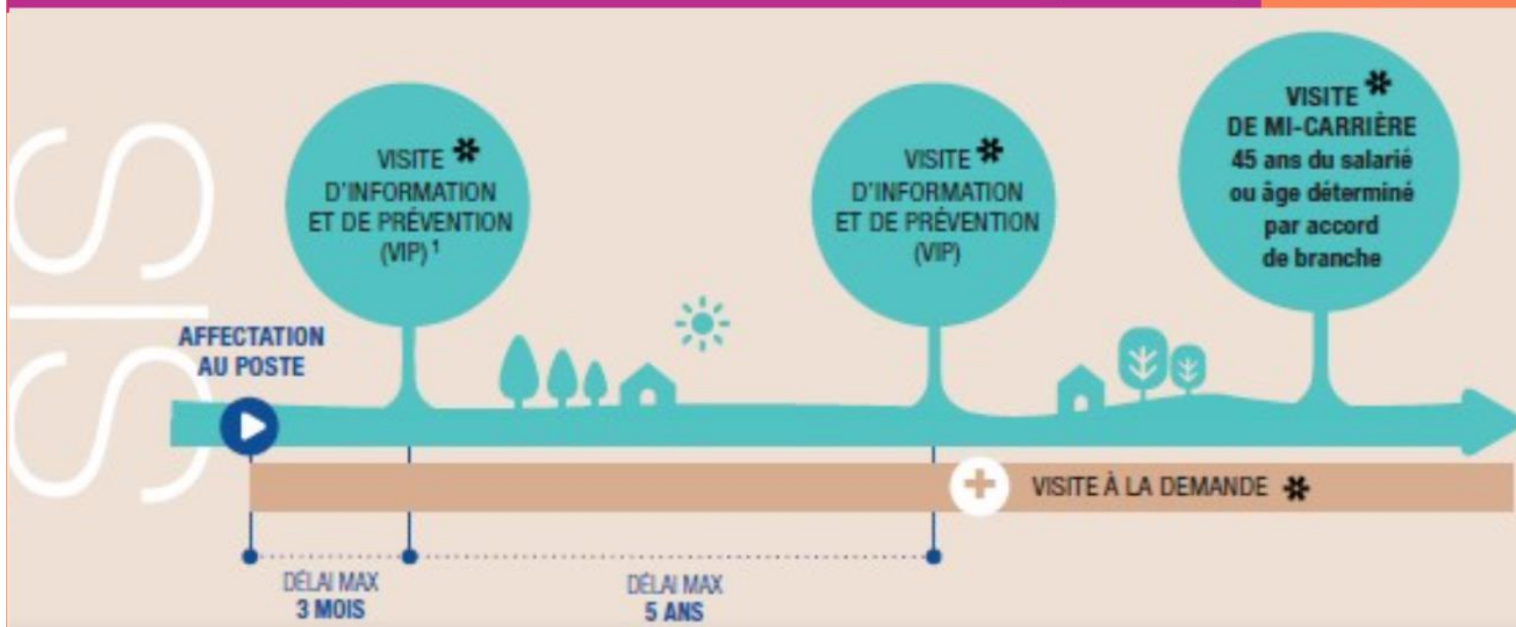 SIS
AFFECTATION
AU POSTE
VISITE *
D'INFORMATION
ET DE PRÉVENTION
(VIP) ¹
VISITE *
D'INFORMATION
ET DE PRÉVENTION
(VIP)
VISITE *
DE MI-CARRIÈRE
45 ans du salarié
ou âge déterminé
par accord
de branche
+ VISITE À LA DEMANDE *
DÉLAI MAX
3 MOIS
DÉLAI MAX
5 ANS